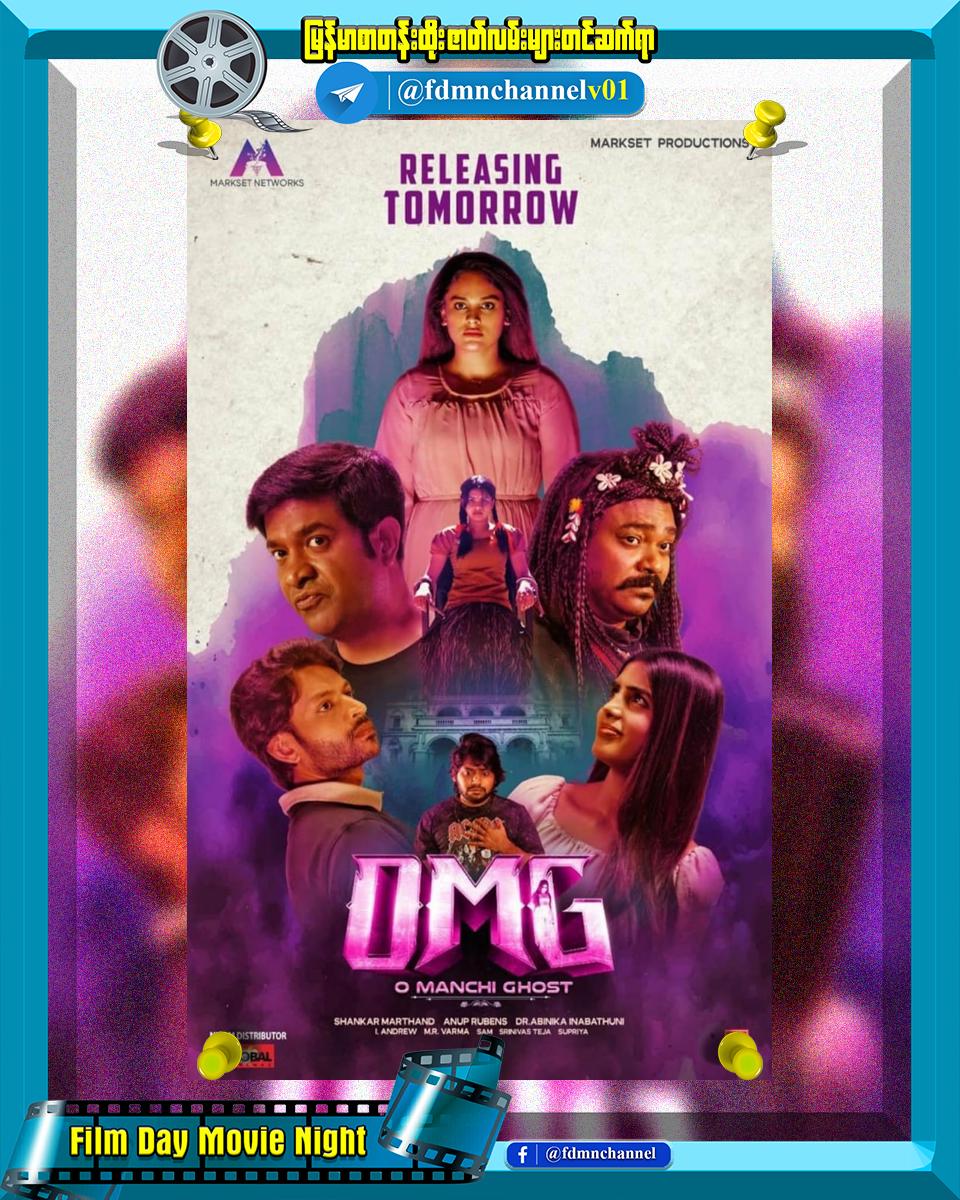 မြန်မာစာတန်းထိုးဇာတ်လမ်းများတင်ဆက်ရာ
@fdmnchannelv01
MARKSET NETWORKS
MARKSET PRODUCTIONS
RELEASING
TOMORROW
OMG
O MANCHI GHOST
SHANKAR MARTHAND ANUP RUBENS DR.ABINIKA INABATHUNI
I. ANDREW M.R. VARMA SAM SRINIVAS TEJA SUPRIYA
DISTRIBUTOR
Film Day Movie Night
@fdmnchannel